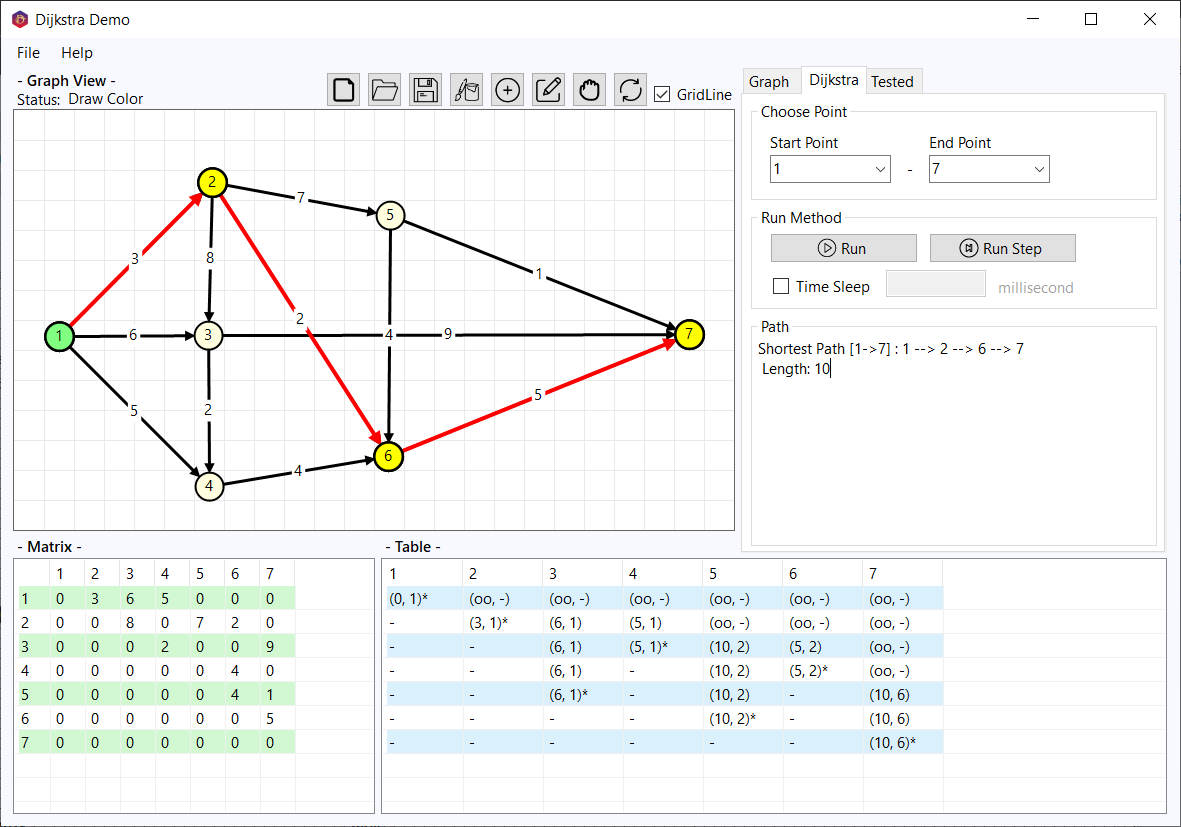 Dijkstra Demo
File Help
- Graph View -
Status: Draw Color
GridLine
2
7
5
3
8
1
2
1
6
3
4
9
7
5
2
5
6
4
4
Graph Dijkstra Tested
Choose Point
Start Point End Point
1 - 7
Run Method
Run Run Step
Time Sleep millisecond
Path
Shortest Path [1->7] : 1 --> 2 --> 6 --> 7
Length: 10
- Matrix -
1 2 3 4 5 6 7
1 0 3 6 5 0 0 0
2 0 0 8 0 7 2 0
3 0 0 0 2 0 0 9
4 0 0 0 0 0 4 0
5 0 0 0 0 0 4 1
6 0 0 0 0 0 0 5
7 0 0 0 0 0 0 0
- Table -
1 2 3 4 5 6 7
(0, 1)* (oo, -) (oo, -) (oo, -) (oo, -) (oo, -) (oo, -)
- (3, 1)* (6, 1) (5, 1) (oo, -) (oo, -) (oo, -)
- - (6, 1) (5, 1)* (10, 2) (5, 2) (oo, -)
- - (6, 1) - (10, 2) (5, 2)* (oo, -)
- - (6, 1)* - (10, 2) - (10, 6)
- - - - (10, 2)* - (10, 6)
- - - - - - (10, 6)*